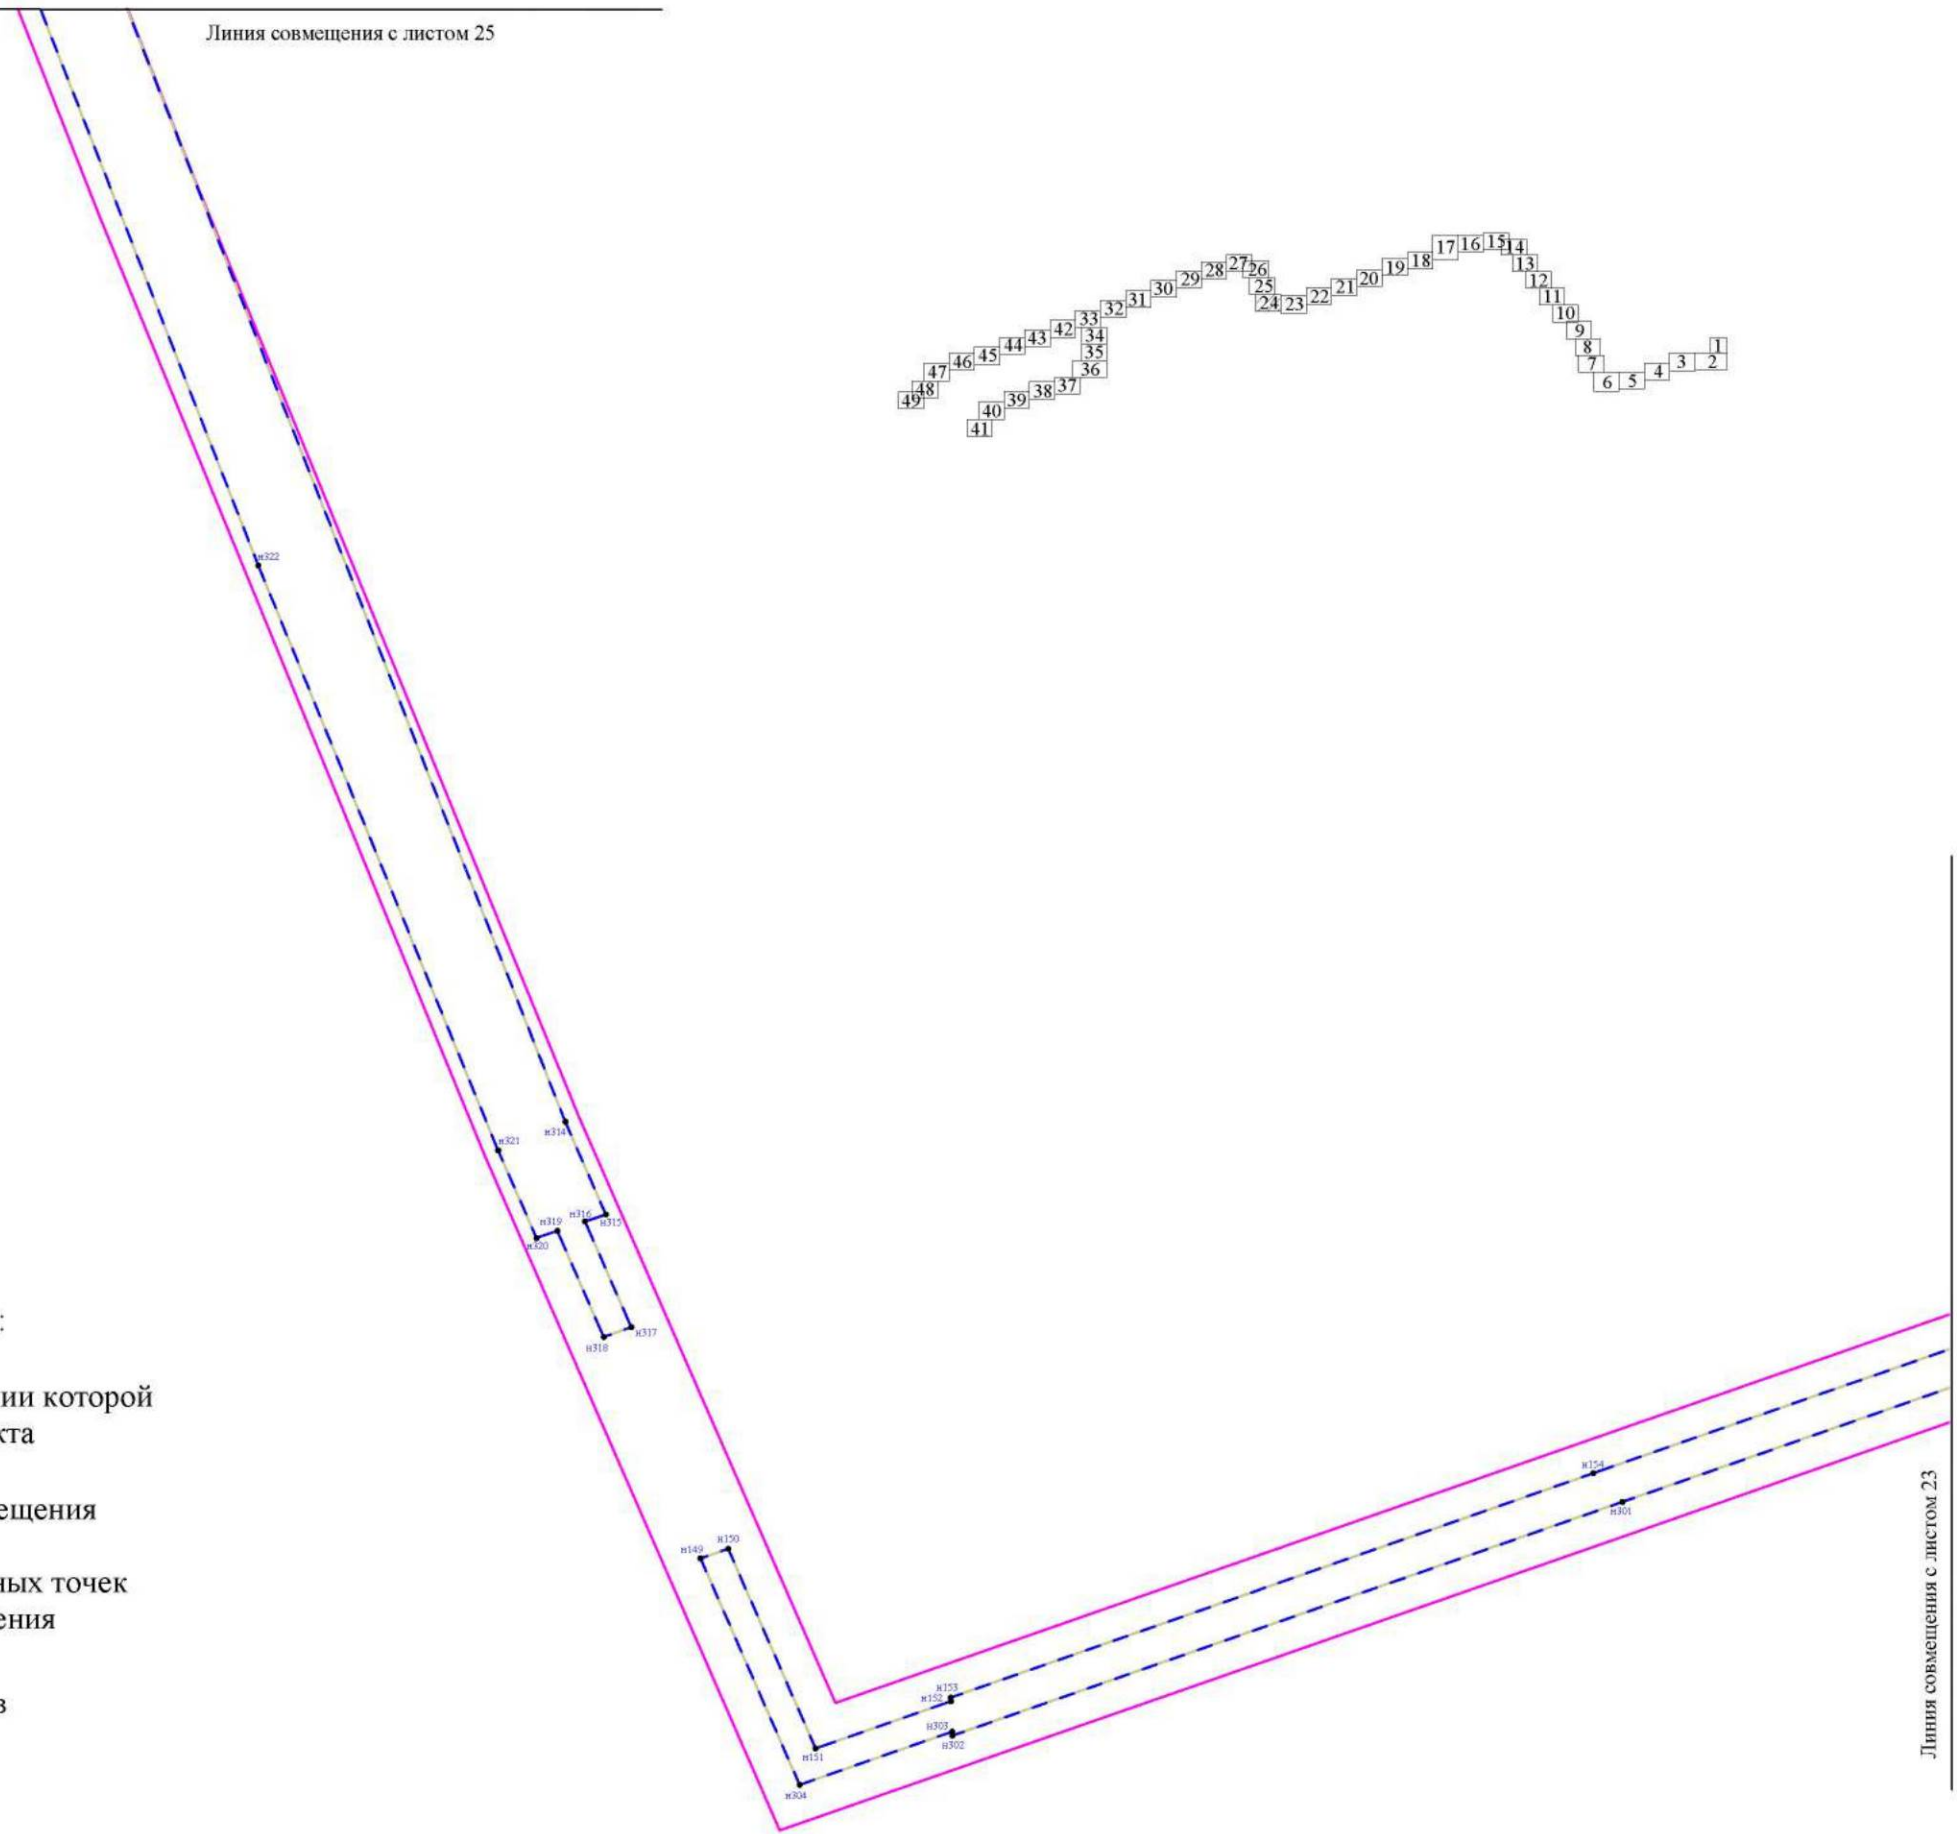 Линия совмещения с листом 25
17 16 15 14
27 26 19 18 13
30 29 28 25 21 20 12
33 32 31 24 23 22 11
42 34 10
46 45 44 43 35 9
47 36 8 1
48 37 7 3 2
49 39 38 6 5 4
40
41
н322
н321
н314
н319
н316
н315
н320
н317
н318
ии которой
кта
ещения
ных точек
ения
в
н154
н301
н149
н150
н153
н152
н303
н302
н151
н304
Линия совмещения с листом 23